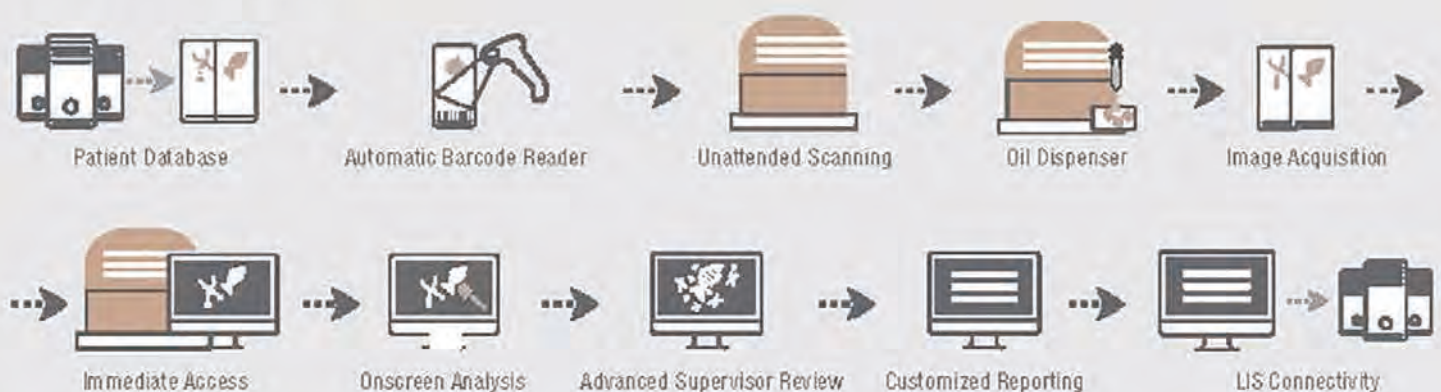 Patient Database
Automatic Barcode Reader
Unattended Scanning
Oil Dispenser
Image Acquisition
Immediate Access
Onscreen Analysis
Advanced Supervisor Review
Customized Reporting
LIS Connectivity